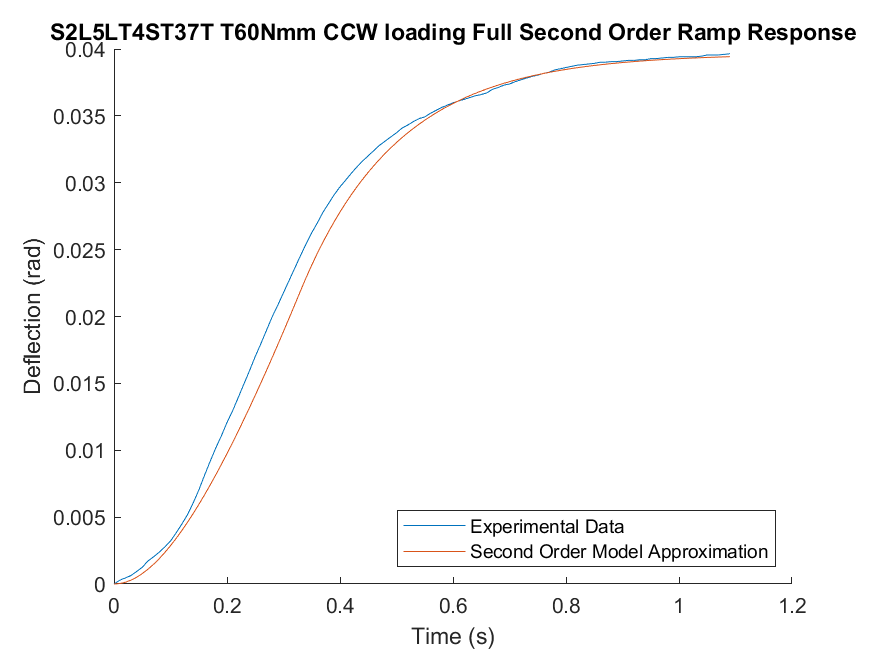 S2L5LT4ST37T T60Nmm CCW loading Full Second Order Ramp Response
0.04
0.035
0.03
0.025
0.02
0.015
0.01
0.005
0
Deflection (rad)
Experimental Data
Second Order Model Approximation
0 0.2 0.4 0.6 0.8 1 1.2
Time (s)